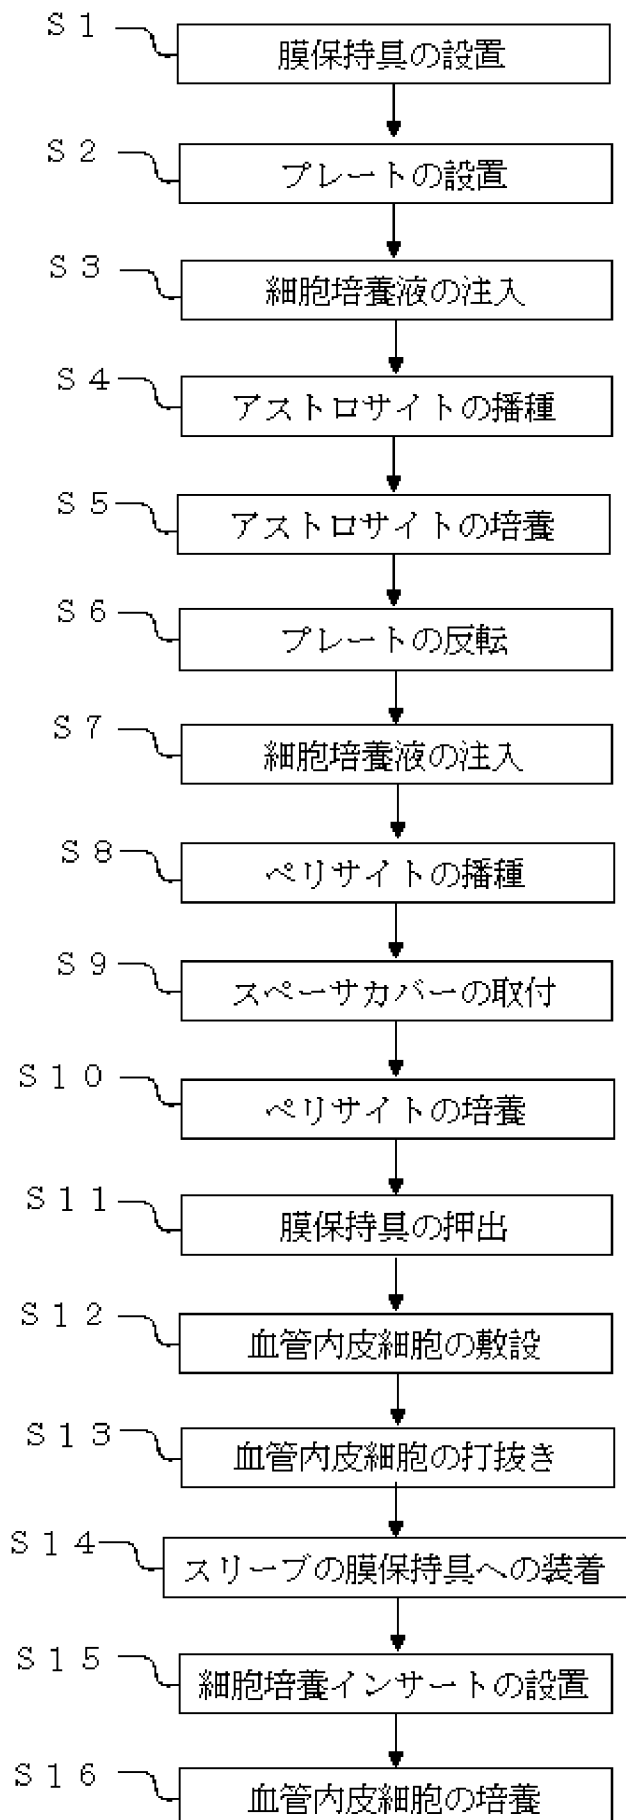 S1
膜保持具の設置
S2
プレートの設置
S3
細胞培養液の注入
S4
アストロサイトの播種
S5
アストロサイトの培養
S6
プレートの反転
S7
細胞培養液の注入
S8
ペリサイトの播種
S9
スペーサカバーの取付
S10
ペリサイトの培養
S11
膜保持具の押出
S12
血管内皮細胞の敷設
S13
血管内皮細胞の打抜き
S14
スリーブの膜保持具への装着
S15
細胞培養インサートの設置
S16
血管内皮細胞の培養